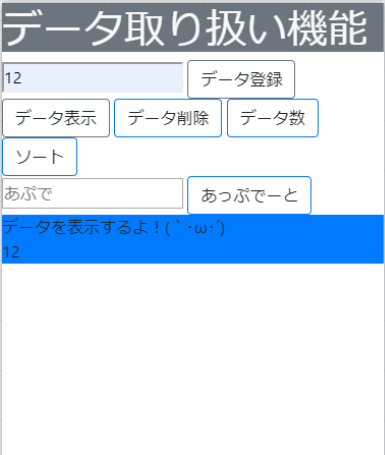 データ取り扱い機能
12 データ登録
データ表示 データ削除 データ数
ソート
あぷで あっぷでーと
データを表示するよ！(｀･ω･´)
12